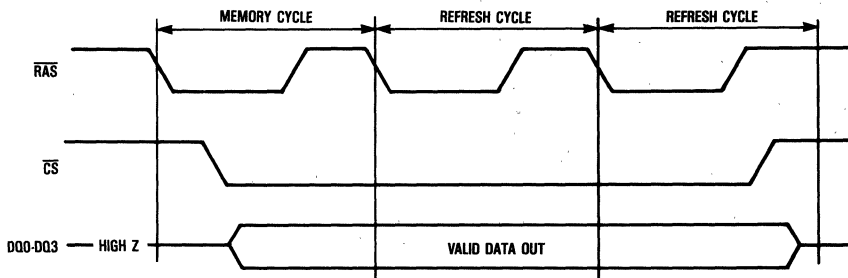 MEMORY CYCLE REFRESH CYCLE REFRESH CYCLE
RAS
CS
DQ0-DQ3 HIGH Z VALID DATA OUT